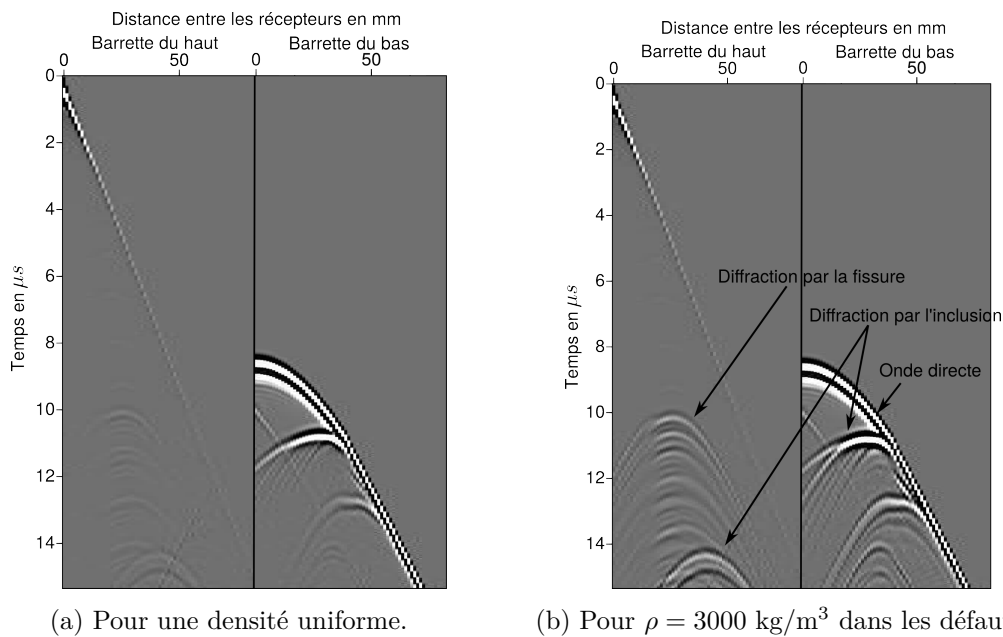 Distance entre les récepteurs en mm
Barrette du haut Barrette du bas
0 50 0 50
0
2
4
6
8
10
12
14
Temps en μs
(a) Pour une densité uniforme.
Distance entre les récepteurs en mm
Barrette du haut Barrette du bas
0 50 0 50
0
2
4
6
8
10
12
14
Temps en μs
Diffraction par la fissure
Diffraction par l'inclusion
Onde directe
(b) Pour ρ = 3000 kg/m³ dans les défau